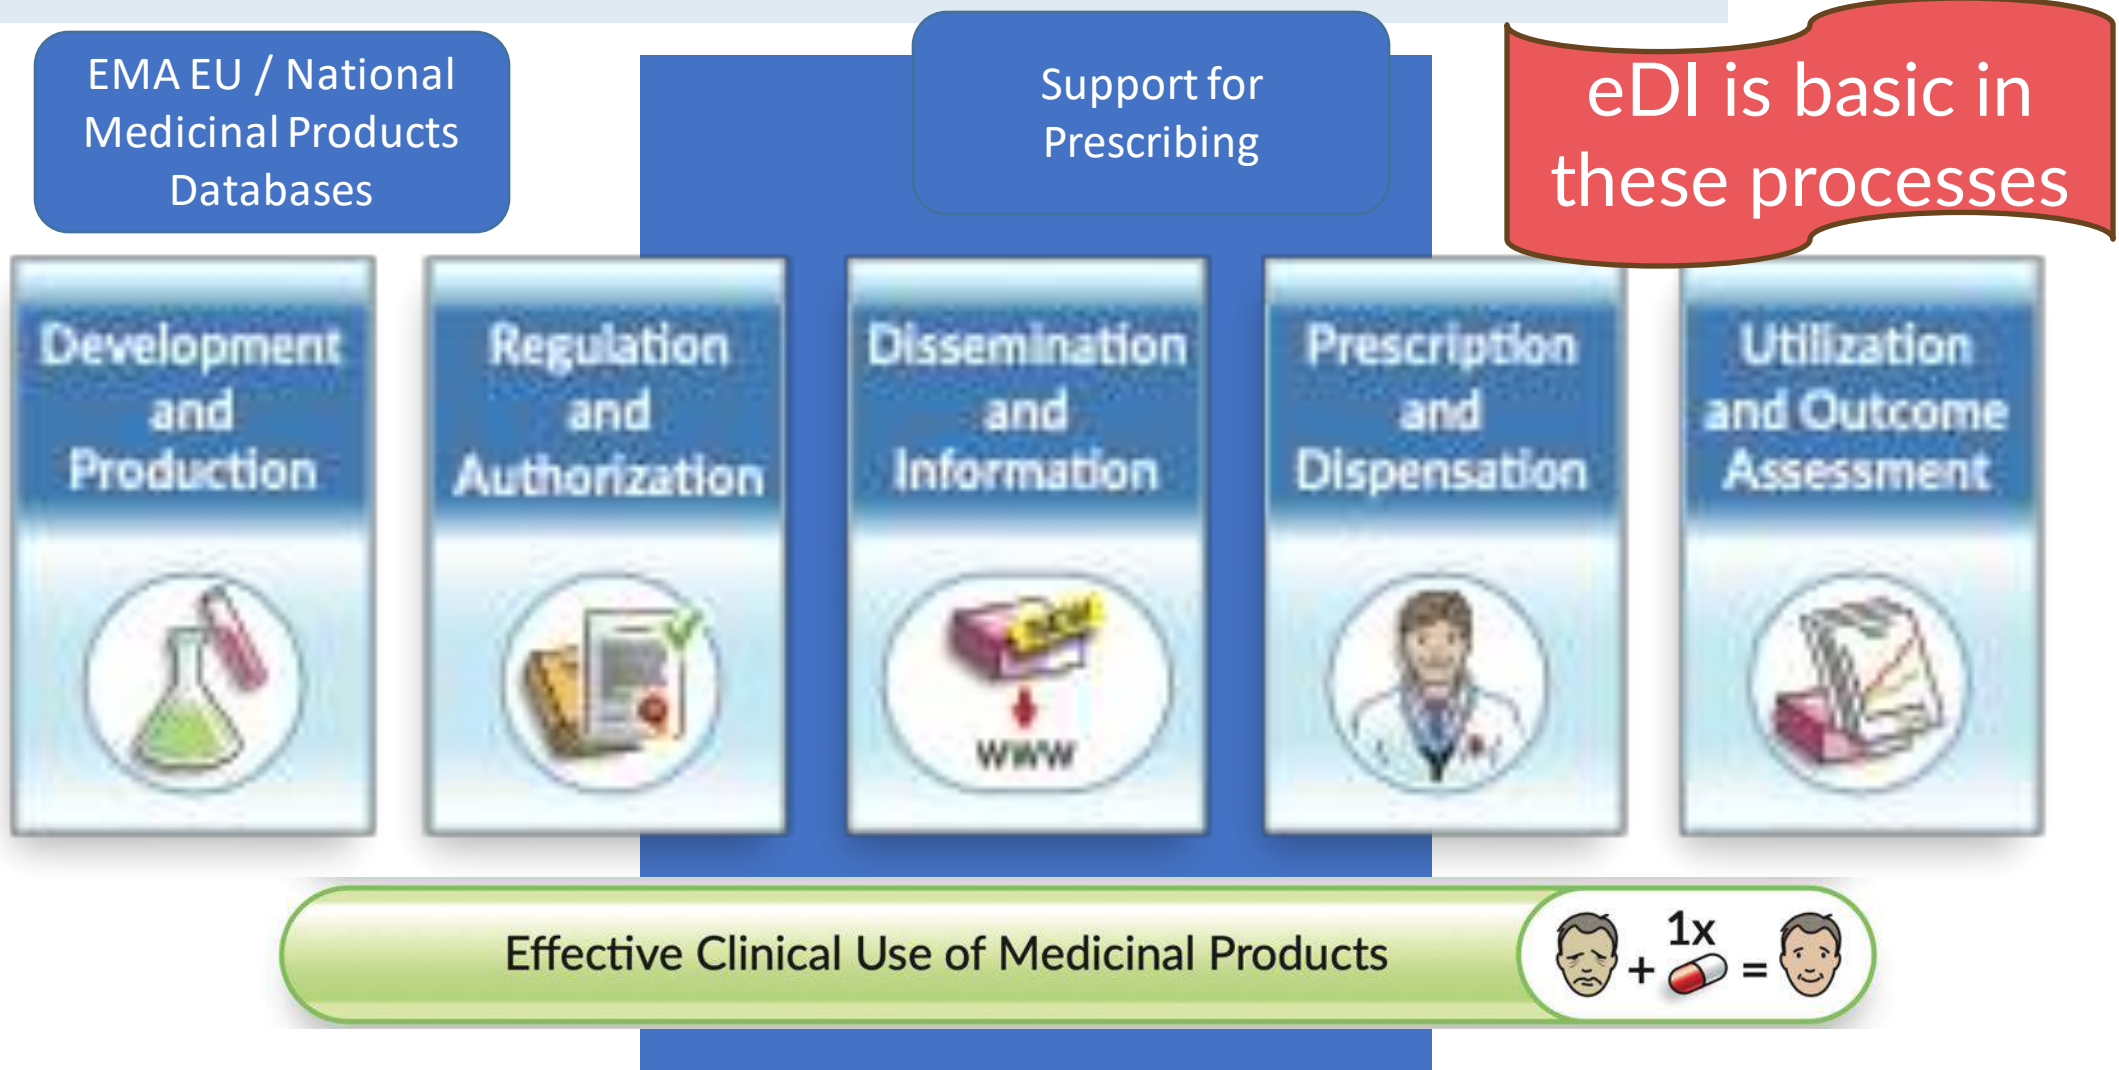 EMA EU / National
Medicinal Products
Databases
Support for
Prescribing
eDI is basic in
these processes
Development
and
Production
Regulation
and
Authorization
Dissemination
and
Information
NEW
WWW
Prescription
and
Dispensation
Utilization
and Outcome
Assessment
Effective Clinical Use of Medicinal Products
1x
+ =